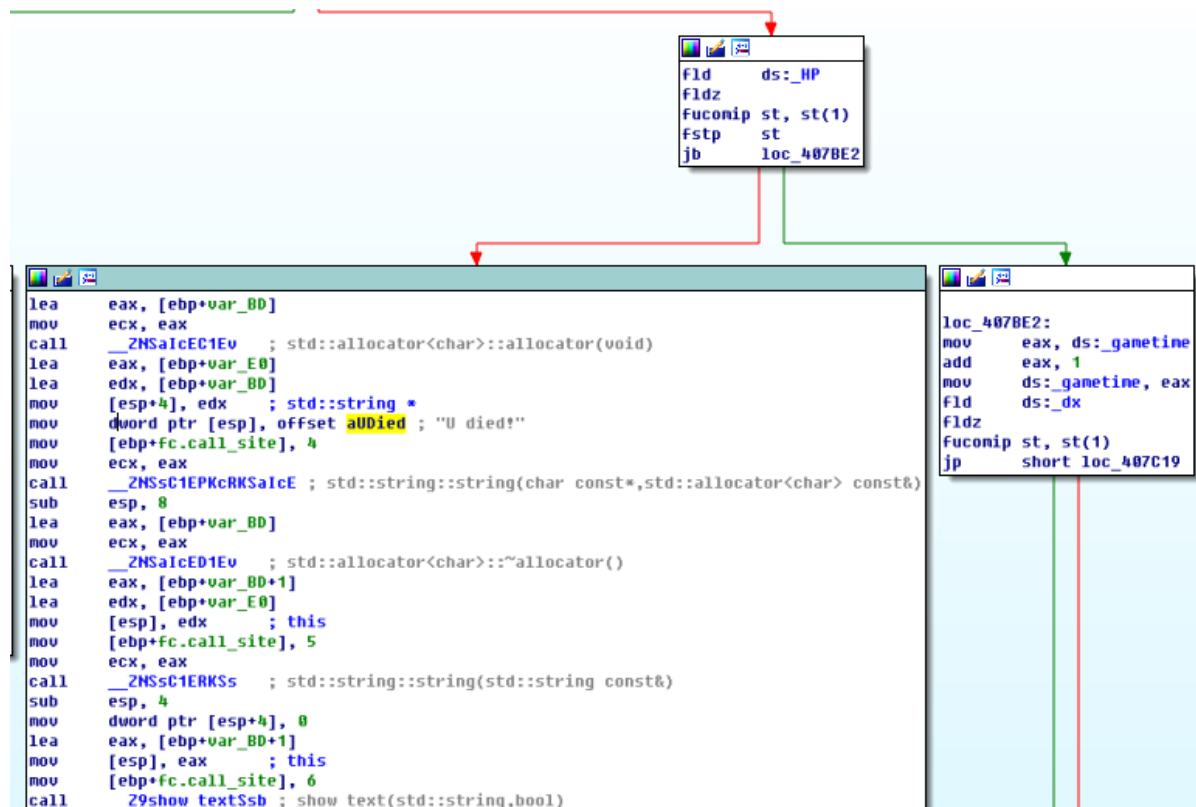 fld     ds:_HP
fldz
fucomip st, st(1)
fstp    st
jb      loc_407BE2
lea     eax, [ebp+var_BD]
mov     ecx, eax
call    __ZNSaIcEC1Ev   ; std::allocator<char>::allocator(void)
lea     eax, [ebp+var_E0]
lea     edx, [ebp+var_BD]
mov     [esp+4], edx    ; std::string *
mov     dword ptr [esp], offset aUDied ; "U died!"
mov     [ebp+fc.call_site], 4
mov     ecx, eax
call    __ZNSsC1EPKcRKSaIcE ; std::string::string(char const*,std::allocator<char> const&)
sub     esp, 8
lea     eax, [ebp+var_BD]
mov     ecx, eax
call    __ZNSaIcED1Ev   ; std::allocator<char>::~allocator()
lea     eax, [ebp+var_BD+1]
lea     edx, [ebp+var_E0]
mov     [esp], edx      ; this
mov     [ebp+fc.call_site], 5
mov     ecx, eax
call    __ZNSsC1ERKSs   ; std::string::string(std::string const&)
sub     esp, 4
mov     dword ptr [esp+4], 0
lea     eax, [ebp+var_BD+1]
mov     [esp], eax      ; this
mov     [ebp+fc.call_site], 6
call    __Z9show_textSsb ; show_text(std::string,bool)
loc_407BE2:
mov     eax, ds:_gametime
add     eax, 1
mov     ds:_gametime, eax
fld     ds:_dx
fldz
fucomip st, st(1)
jp      short loc_407C19